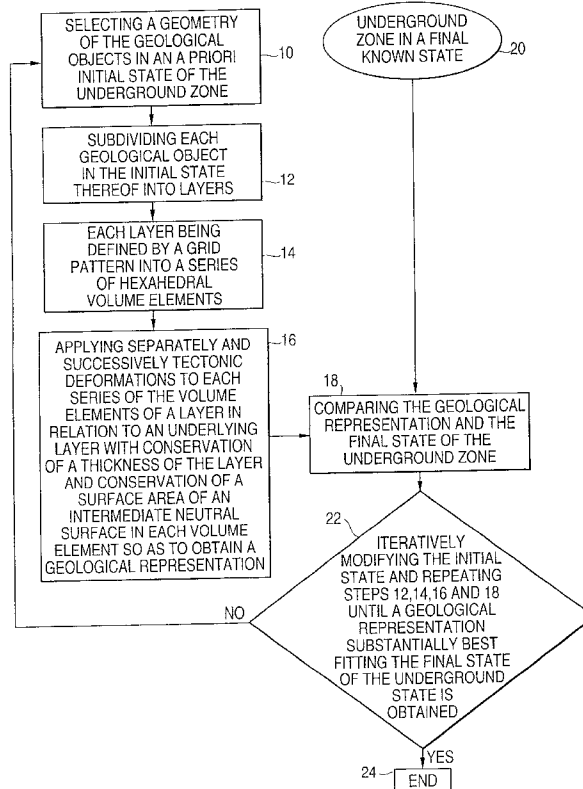 SELECTING A GEOMETRY
OF THE GEOLOGICAL
OBJECTS IN AN A PRIORI
INITIAL STATE OF THE
UNDERGROUND ZONE
10
SUBDIVIDING EACH
GEOLOGICAL OBJECT
IN THE INITIAL STATE
THEREOF INTO LAYERS
12
EACH LAYER BEING
DEFINED BY A GRID
PATTERN INTO A SERIES
OF HEXAHEDRAL
VOLUME ELEMENTS
14
16
APPLYING SEPARATELY AND
SUCCESSIVELY TECTONIC
DEFORMATIONS TO EACH
SERIES OF THE VOLUME
ELEMENTS OF A LAYER IN
RELATION TO AN UNDERLYING
LAYER WITH CONSERVATION
OF A THICKNESS OF THE LAYER
AND CONSERVATION OF A
SURFACE AREA OF AN
INTERMEDIATE NEUTRAL
SURFACE IN EACH VOLUME
ELEMENT SO AS TO OBTAIN A
GEOLOGICAL REPRESENTATION
UNDERGROUND
ZONE IN A FINAL
KNOWN STATE
20
18
COMPARING THE GEOLOGICAL
REPRESENTATION AND THE
FINAL STATE OF THE
UNDERGROUND ZONE
22
ITERATIVELY
MODIFYING THE INITIAL
STATE AND REPEATING
STEPS 12,14,16 AND 18
UNTIL A GEOLOGICAL
REPRESENTATION
SUBSTANTIALLY BEST
FITTING THE FINAL STATE
OF THE UNDERGROUND
STATE IS
OBTAINED
NO
YES
24
END